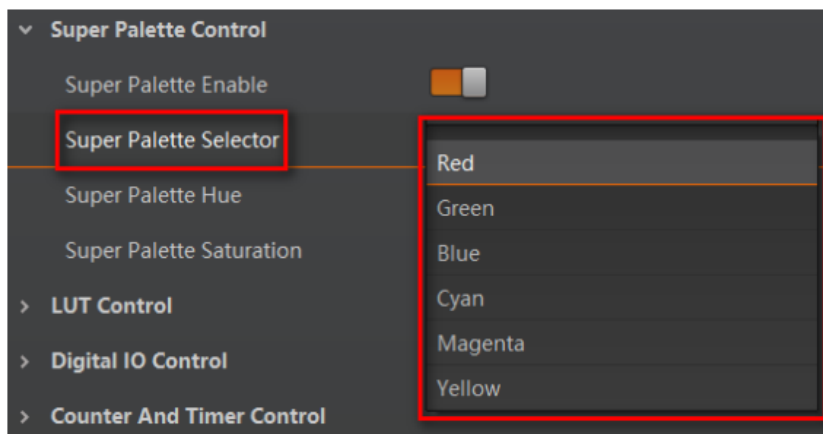 Super Palette Control
Super Palette Enable
Super Palette Selector
Red
Super Palette Hue
Green
Super Palette Saturation
Blue
LUT Control
Cyan
Digital IO Control
Magenta
Counter And Timer Control
Yellow